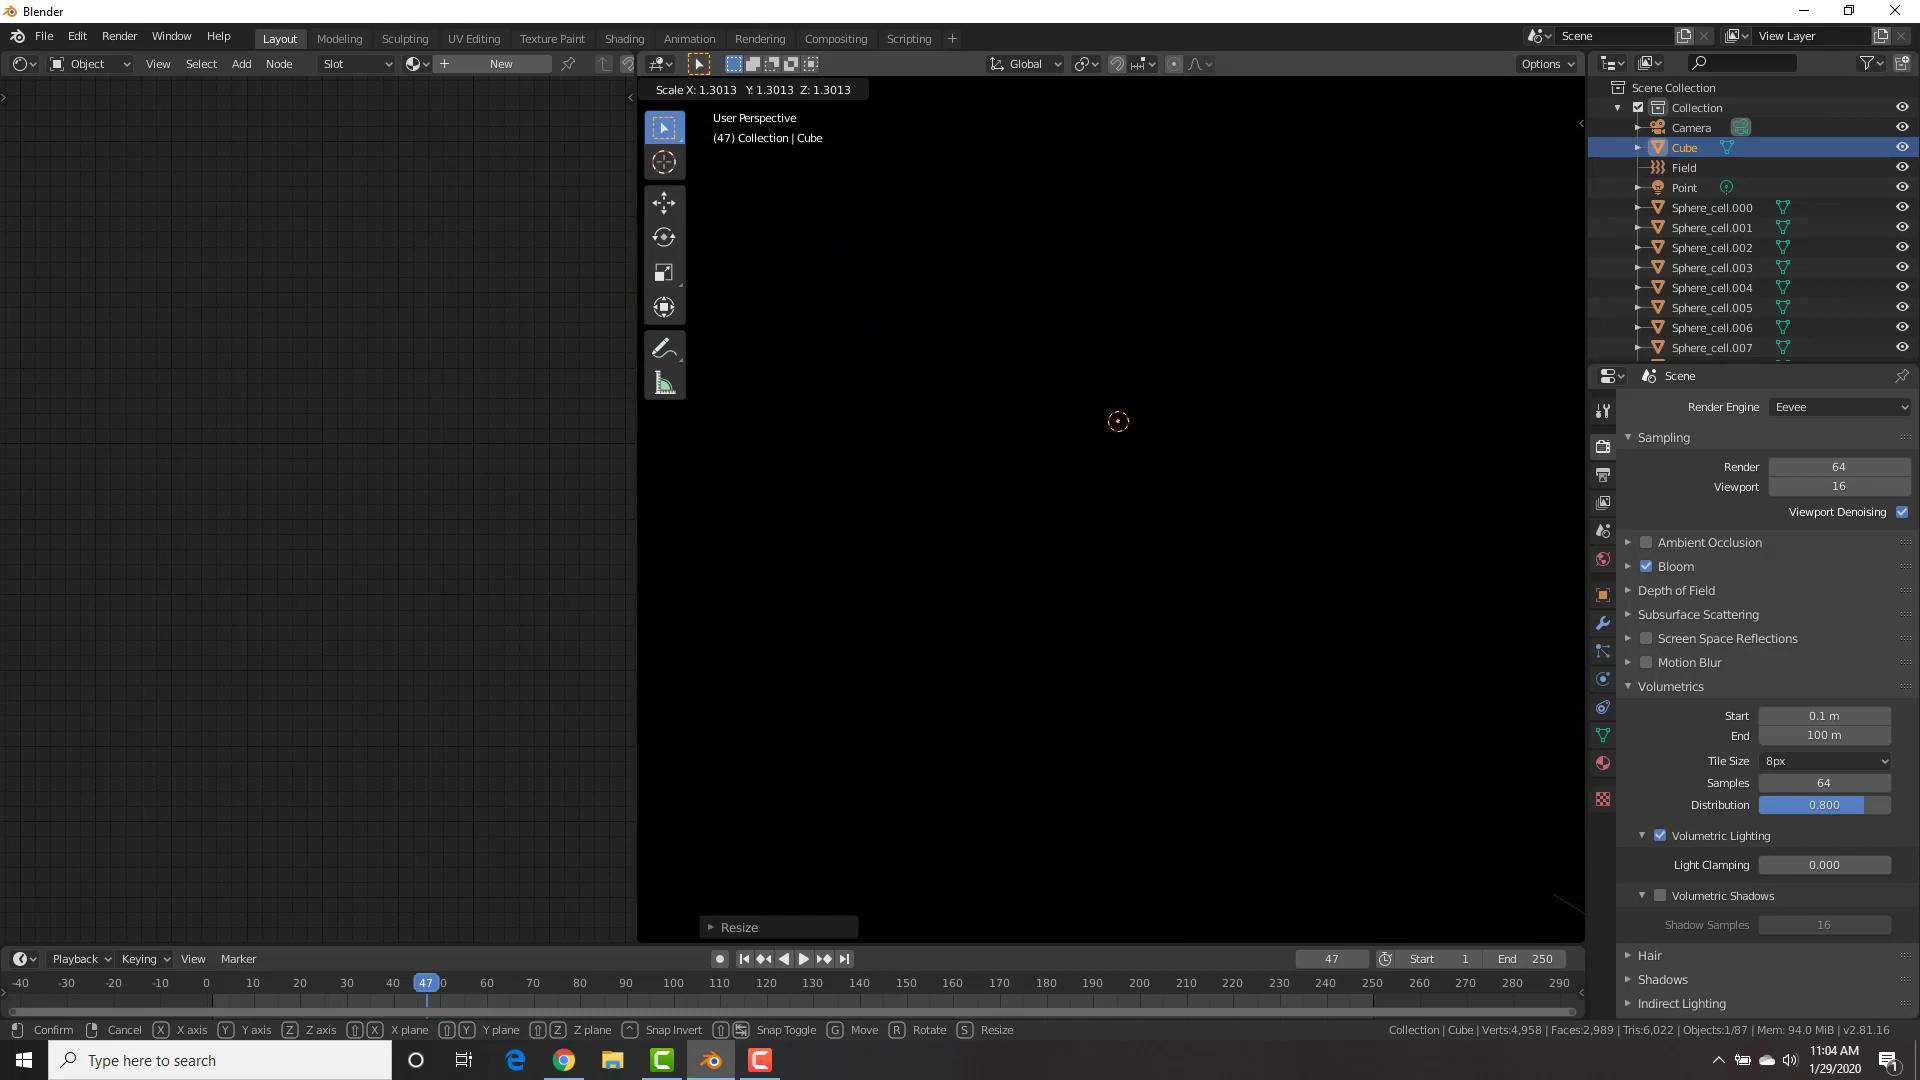 Blender
File Edit Render Window Help Layout Modeling Sculpting UV Editing Texture Paint Shading Animation Rendering Compositing Scripting + Scene View Layer
Object View Select Add Node Slot New Global Options
Scale X: 1.3013 Y: 1.3013 Z: 1.3013
User Perspective
(47) Collection | Cube
Scene Collection
Collection
Camera
Cube
Field
Point
Sphere_cell.000
Sphere_cell.001
Sphere_cell.002
Sphere_cell.003
Sphere_cell.004
Sphere_cell.005
Sphere_cell.006
Sphere_cell.007
Scene
Render Engine Eevee
Sampling
Render 64
Viewport 16
Viewport Denoising
Ambient Occlusion
Bloom
Depth of Field
Subsurface Scattering
Screen Space Reflections
Motion Blur
Volumetrics
Start 0.1 m
End 100 m
Tile Size 8px
Samples 64
Distribution 0.800
Volumetric Lighting
Light Clamping 0.000
Volumetric Shadows
Shadow Samples 16
Hair
Shadows
Indirect Lighting
Resize
Playback Keying View Marker 47 Start 1 End 250
-40 -30 -20 -10 0 10 20 30 40 47 0 60 70 80 90 100 110 120 130 140 150 160 170 180 190 200 210 220 230 240 250 260 270 280 290
Confirm Cancel X X axis Y Y axis Z Z axis X X plane Y Y plane Z Z plane ^ Snap Invert Snap Toggle G Move R Rotate S Resize Collection | Cube | Verts:4,958 | Faces:2,989 | Tris:6,022 | Objects:1/87 | Mem: 94.0 MiB | v2.81.16
Type here to search
11:04 AM
1/29/2020
1